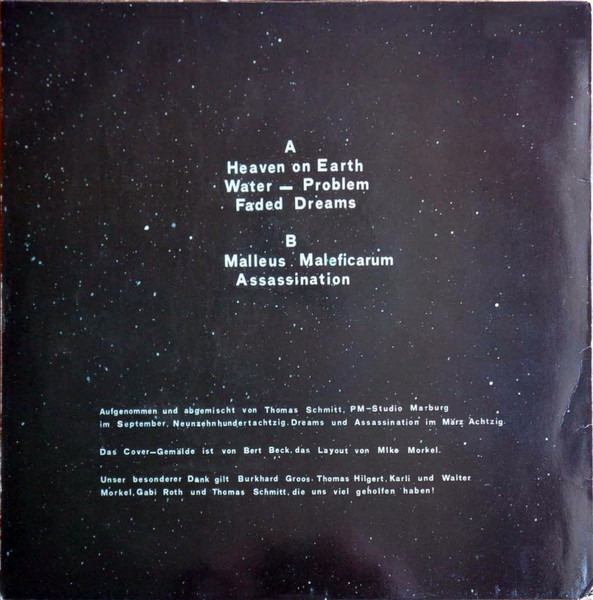 A
Heaven on Earth
Water — Problem
Faded Dreams
B
Malleus Maleficarum
Assassination
Aufgenommen und abgemischt von Thomas Schmitt, PM-Studio Marburg
im September, Neunzehnhundertachtzig. Dreams und Assassination im März Achtzig.
Das Cover-Gemälde ist von Bert Beck, das Layout von Mike Morkel.
Unser besonderer Dank gilt Burkhard Groos, Thomas Hilgert, Karli und Walter
Morkel, Gabi Roth und Thomas Schmitt, die uns viel geholfen haben!